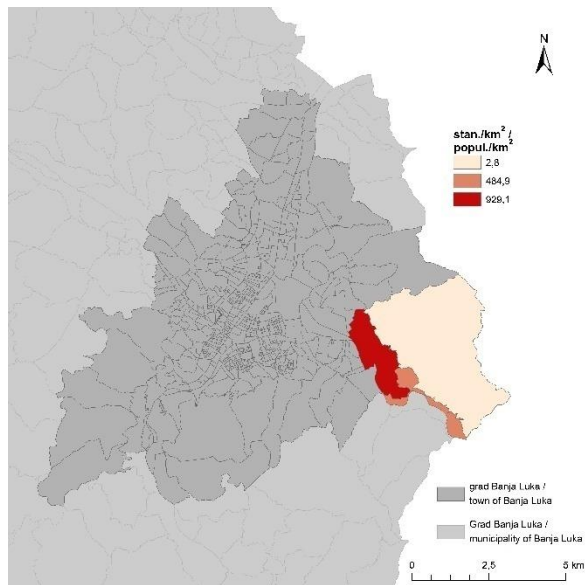 N
stan./km² /
popul./km²
2,8
484,9
929,1
grad Banja Luka /
town of Banja Luka
Grad Banja Luka /
municipality of Banja Luka
0 2,5 5 km